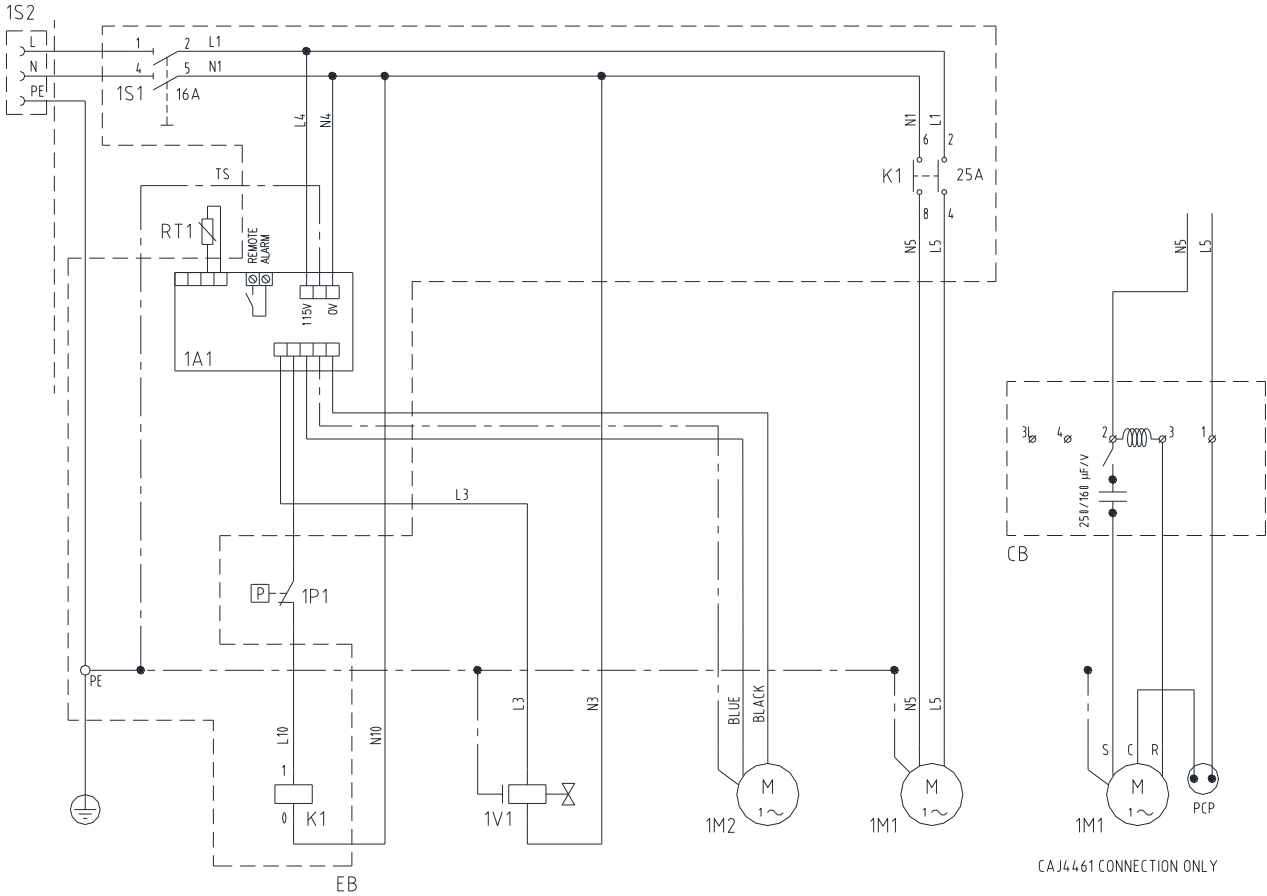 1S2
L 1 2 L1
N 4 5 N1
PE 1S1 16A
L4 N4 N1 L1
6 2
K1 25A
8 4
TS
RT1 REMOTE ALARM
N5 L5 N5 L5
115V 0V
1A1
3L 4 2 3 1
250/160 µF/V
L3
CB
P 1P1
PE
L10 N10 L3 N3 BLUE BLACK N5 L5
S C R
1
0 K1 1V1
M 1~ M 1~ M 1~
1M2 1M1 1M1 PCP
EB
CAJ4461 CONNECTION ONLY